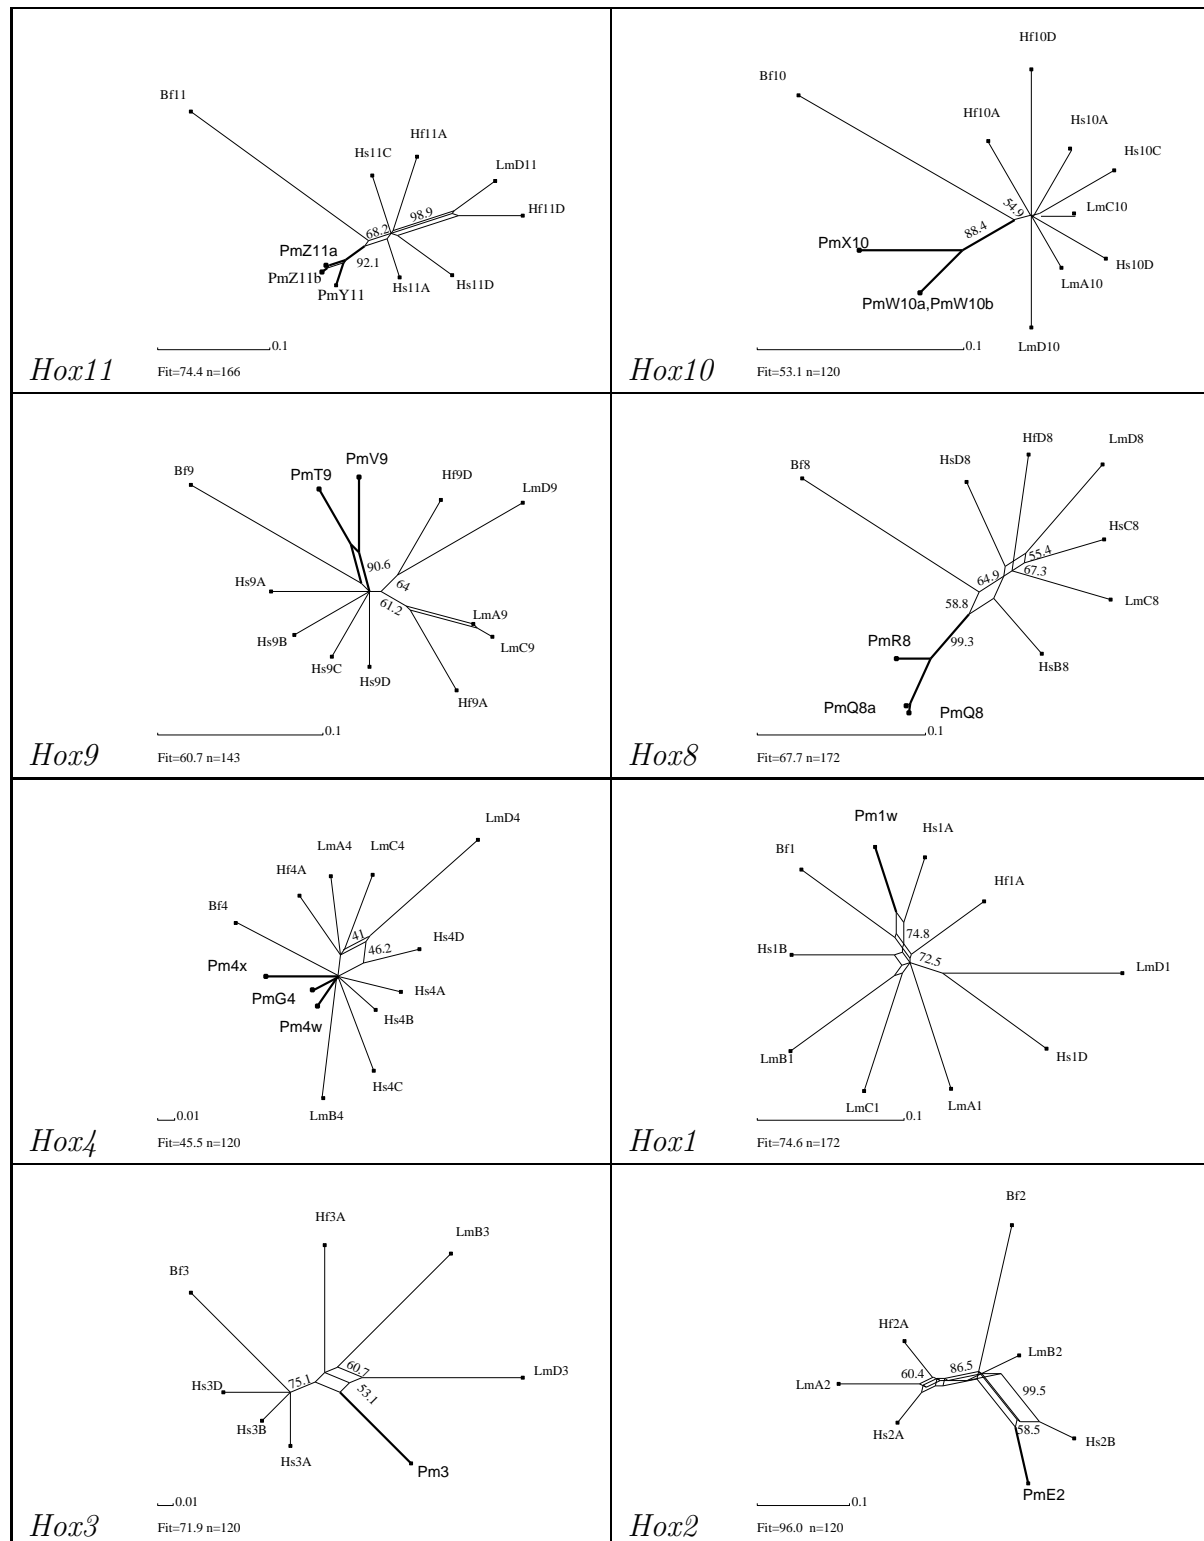 Bf11
Hs11C
Hf11A
LmD11
Hf11D
98.9
68.2
92.1
PmZ11a
PmZ11b
PmY11
Hs11A
Hs11D
0.1
Hox11
Fit=74.4 n=166
Hf10D
Bf10
Hf10A
Hs10A
Hs10C
LmC10
54.9
88.4
PmX10
Hs10D
LmA10
PmW10a,PmW10b
LmD10
0.1
Hox10
Fit=53.1 n=120
PmV9
PmT9
Bf9
Hf9D
LmD9
90.6
64
Hs9A
61.2
LmA9
Hs9B
LmC9
Hs9C
Hs9D
Hf9A
0.1
Hox9
Fit=60.7 n=143
HfD8
LmD8
HsD8
Bf8
HsC8
55.4
67.3
64.9
58.8
LmC8
PmR8
99.3
HsB8
PmQ8a
PmQ8
0.1
Hox8
Fit=67.7 n=172
LmD4
LmA4
LmC4
Hf4A
Bf4
41
46.2
Hs4D
Pm4x
PmG4
Hs4A
Pm4w
Hs4B
Hs4C
LmB4
0.01
Hox4
Fit=45.5 n=120
Pm1w
Hs1A
Bf1
Hf1A
74.8
Hs1B
72.5
LmD1
LmB1
Hs1D
LmC1
LmA1
0.1
Hox1
Fit=74.6 n=172
Hf3A
LmB3
Bf3
60.7
75.1
LmD3
Hs3D
53.1
Hs3B
Hs3A
Pm3
0.01
Hox3
Fit=71.9 n=120
Bf2
Hf2A
LmB2
86.5
60.4
LmA2
99.5
Hs2A
58.5
Hs2B
PmE2
0.1
Hox2
Fit=96.0 n=120